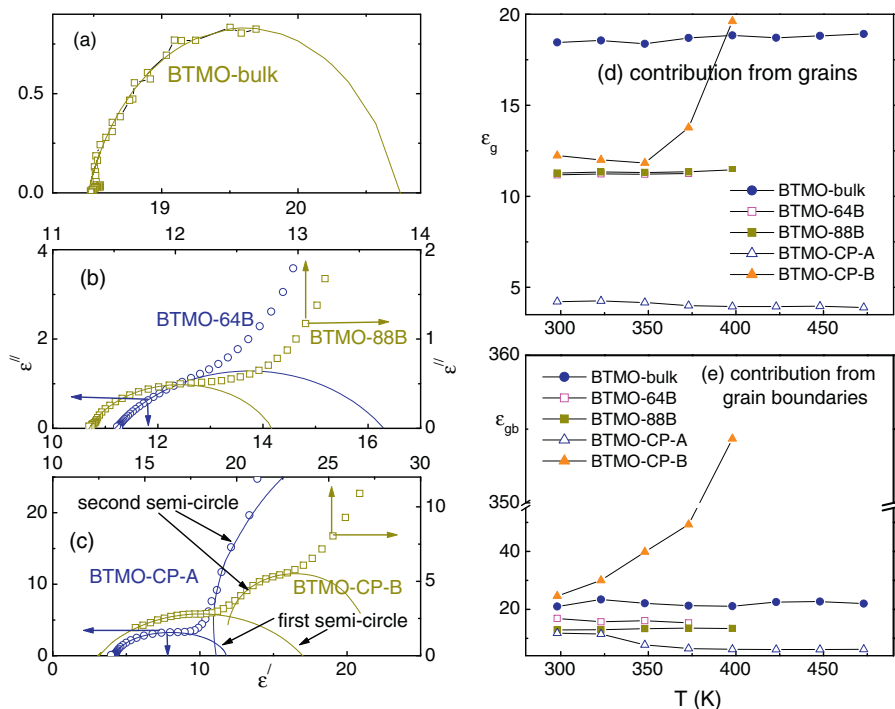 (a)
BTMO-bulk
0.5
0.0
19
20
11
12
13
14
4
2
0
(b)
BTMO-64B
BTMO-88B
ε//
2
1
0
ε//
10
12
14
16
10
15
20
25
30
20
10
0
(c)
second semi-circle
BTMO-CP-A
BTMO-CP-B
first semi-circle
10
5
0
0
10
20
ε/
20
15
10
5
εg
(d) contribution from grains
BTMO-bulk
BTMO-64B
BTMO-88B
BTMO-CP-A
BTMO-CP-B
300
350
400
450
360
εgb
350
40
20
BTMO-bulk
BTMO-64B
BTMO-88B
BTMO-CP-A
BTMO-CP-B
(e) contribution from
grain boundaries
300
350
400
450
T (K)